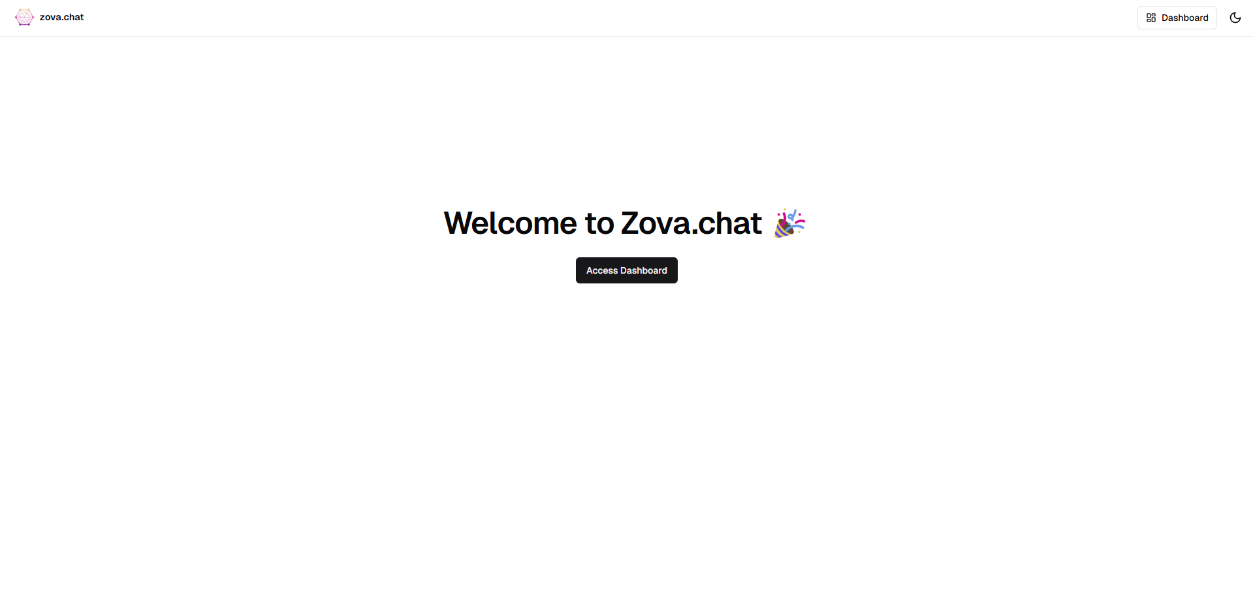 zova.chat
Dashboard
Welcome to Zova.chat 🎉
Access Dashboard